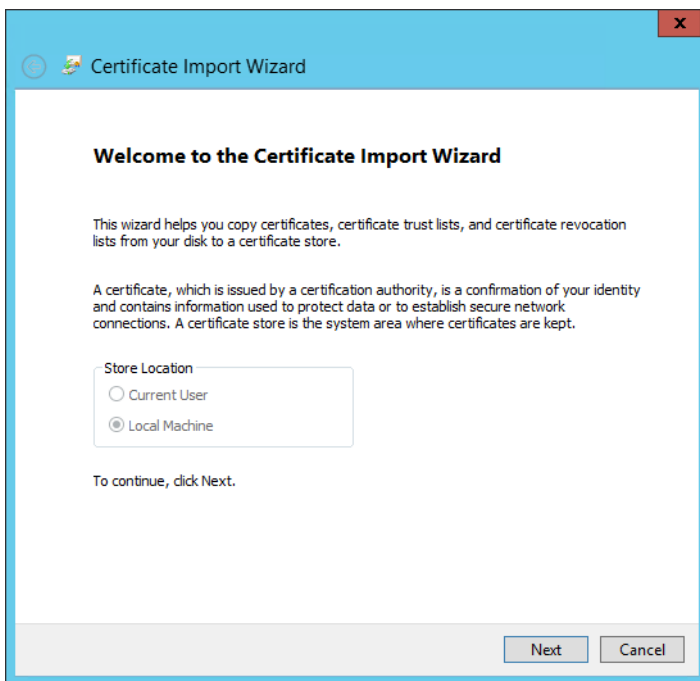 x
Certificate Import Wizard
Welcome to the Certificate Import Wizard
This wizard helps you copy certificates, certificate trust lists, and certificate revocation
lists from your disk to a certificate store.
A certificate, which is issued by a certification authority, is a confirmation of your identity
and contains information used to protect data or to establish secure network
connections. A certificate store is the system area where certificates are kept.
Store Location
Current User
Local Machine
To continue, click Next.
Next Cancel